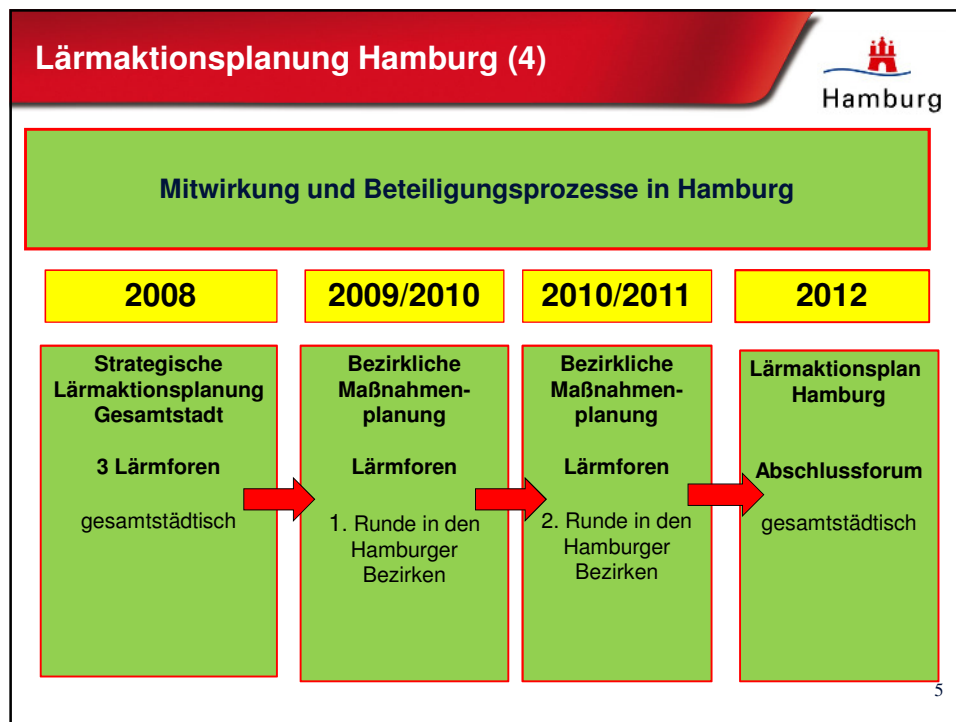 Lärmaktionsplanung Hamburg (4)
Hamburg
Mitwirkung und Beteiligungsprozesse in Hamburg
2008
2009/2010
2010/2011
2012
Strategische
Lärmaktionsplanung
Gesamtstadt
3 Lärmforen
gesamtstädtisch
Bezirkliche
Maßnahmen-
planung
Lärmforen
1. Runde in den
Hamburger
Bezirken
Bezirkliche
Maßnahmen-
planung
Lärmforen
2. Runde in den
Hamburger
Bezirken
Lärmaktionsplan
Hamburg
Abschlussforum
gesamtstädtisch
5